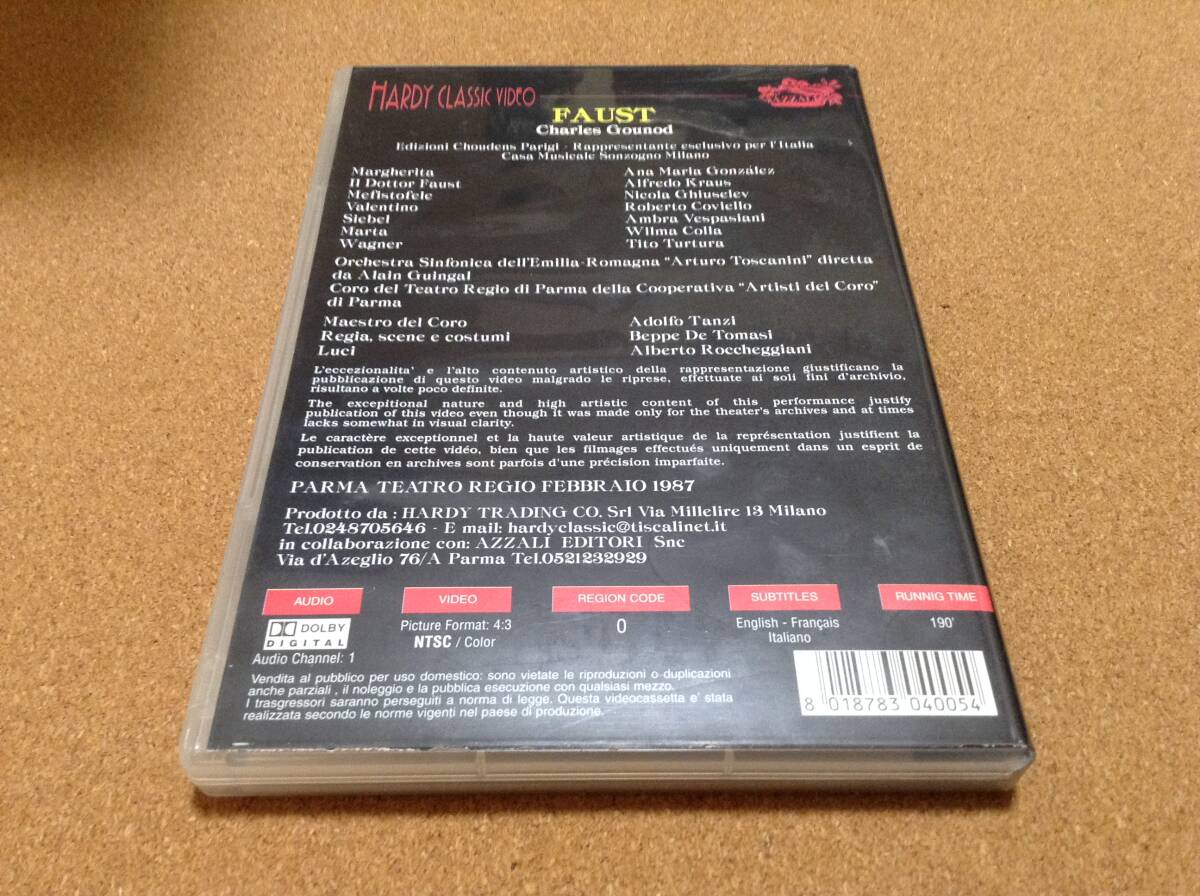 HARDY CLASSIC VIDEO
AZZALI
FAUST
Charles Gounod
Edizioni Choudens Parigi - Rappresentante esclusivo per l'Italia
Casa Musicale Sonzogno Milano
Margherita Ana Maria González
Il Dottor Faust Alfredo Kraus
Mefistofele Nicola Ghiuselev
Valentino Roberto Coviello
Siebel Ambra Vespasiani
Marta Wilma Colla
Wagner Tito Turtura
Orchestra Sinfonica dell'Emilia-Romagna "Arturo Toscanini" diretta
da Alain Guingal
Coro del Teatro Regio di Parma della Cooperativa "Artisti del Coro"
di Parma
Maestro del Coro Adolfo Tanzi
Regia, scene e costumi Beppe De Tomasi
Luci Alberto Roccheggiani
L'eccezionalita' e l'alto contenuto artistico della rappresentazione giustificano la
pubblicazione di questo video malgrado le riprese, effettuate ai soli fini d'archivio,
risultano a volte poco definite.
The excepitional nature and high artistic content of this performance justify
publication of this video even though it was made only for the theater's archives and at times
lacks somewhat in visual clarity.
Le caractère exceptionnel et la haute valeur artistique de la représentation justifient la
publication de cette vidéo, bien que les filmages effectués uniquement dans un esprit de
conservation en archives sont parfois d'une précision imparfaite.
PARMA TEATRO REGIO FEBBRAIO 1987
Prodotto da : HARDY TRADING CO. Srl Via Millelire 13 Milano
Tel.0248705646 - E mail: hardyclassic@tiscalinet.it
in collaborazione con: AZZALI EDITORI Snc
Via d'Azeglio 76/A Parma Tel.0521232929
AUDIO VIDEO REGION CODE SUBTITLES RUNNIG TIME
DOLBY DIGITAL Picture Format: 4:3 0 English - Français 190'
NTSC / Color Italiano
Audio Channel: 1
Vendita al pubblico per uso domestico: sono vietate le riproduzioni o duplicazioni
anche parziali , il noleggio e la pubblica esecuzione con qualsiasi mezzo.
I trasgressori saranno perseguiti a norma di legge. Questa videocassetta e' stata
realizzata secondo le norme vigenti nel paese di produzione.
8 018783 040054